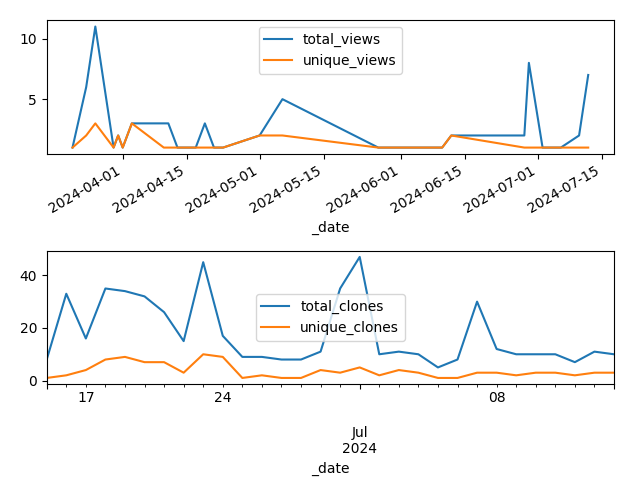 10
5
total_views
unique_views
2024-04-01
2024-04-15
2024-05-01
2024-05-15
2024-06-01
2024-06-15
2024-07-01
2024-07-15
_date
40
20
0
total_clones
unique_clones
17
24
08
Jul
2024
_date